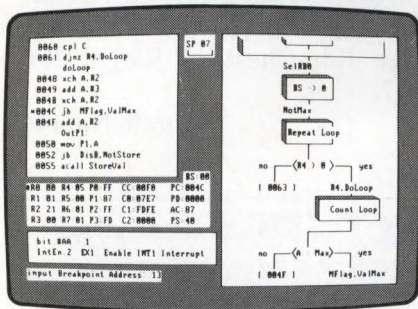 0060 cpl C
0061 djnz R4,DoLoop
doLoop
0048 xch A,R2
0049 add A,R3
004B xch A,R2
*004C jb MFlag,ValMax
004F add A,R2
OutP1
0050 mov P1,A
0052 jb DisB,NotStore
0055 acall StoreVal
SP 07
BS:00
*R0 00 R4 05 P0 FF CC:00F0 PC:004C
R1 01 R5 00 P1 87 C0:07E7 PD:0000
R2 21 R6 01 P2 FF C1:FDFE AC:87
R3 00 R7 01 P3 FD C2:0000 PS:40
bit 0AA 1
IntEn.2 EX1 Enable INT1 Interrupt
input Breakpoint Address 13
SelRB0
BS -> 0
NotMax
Repeat Loop
no (R4 > 0) yes
[ 0063 ] R4,DoLoop
Count Loop
no (A Max) yes
[ 004F ] MFlag,ValMax